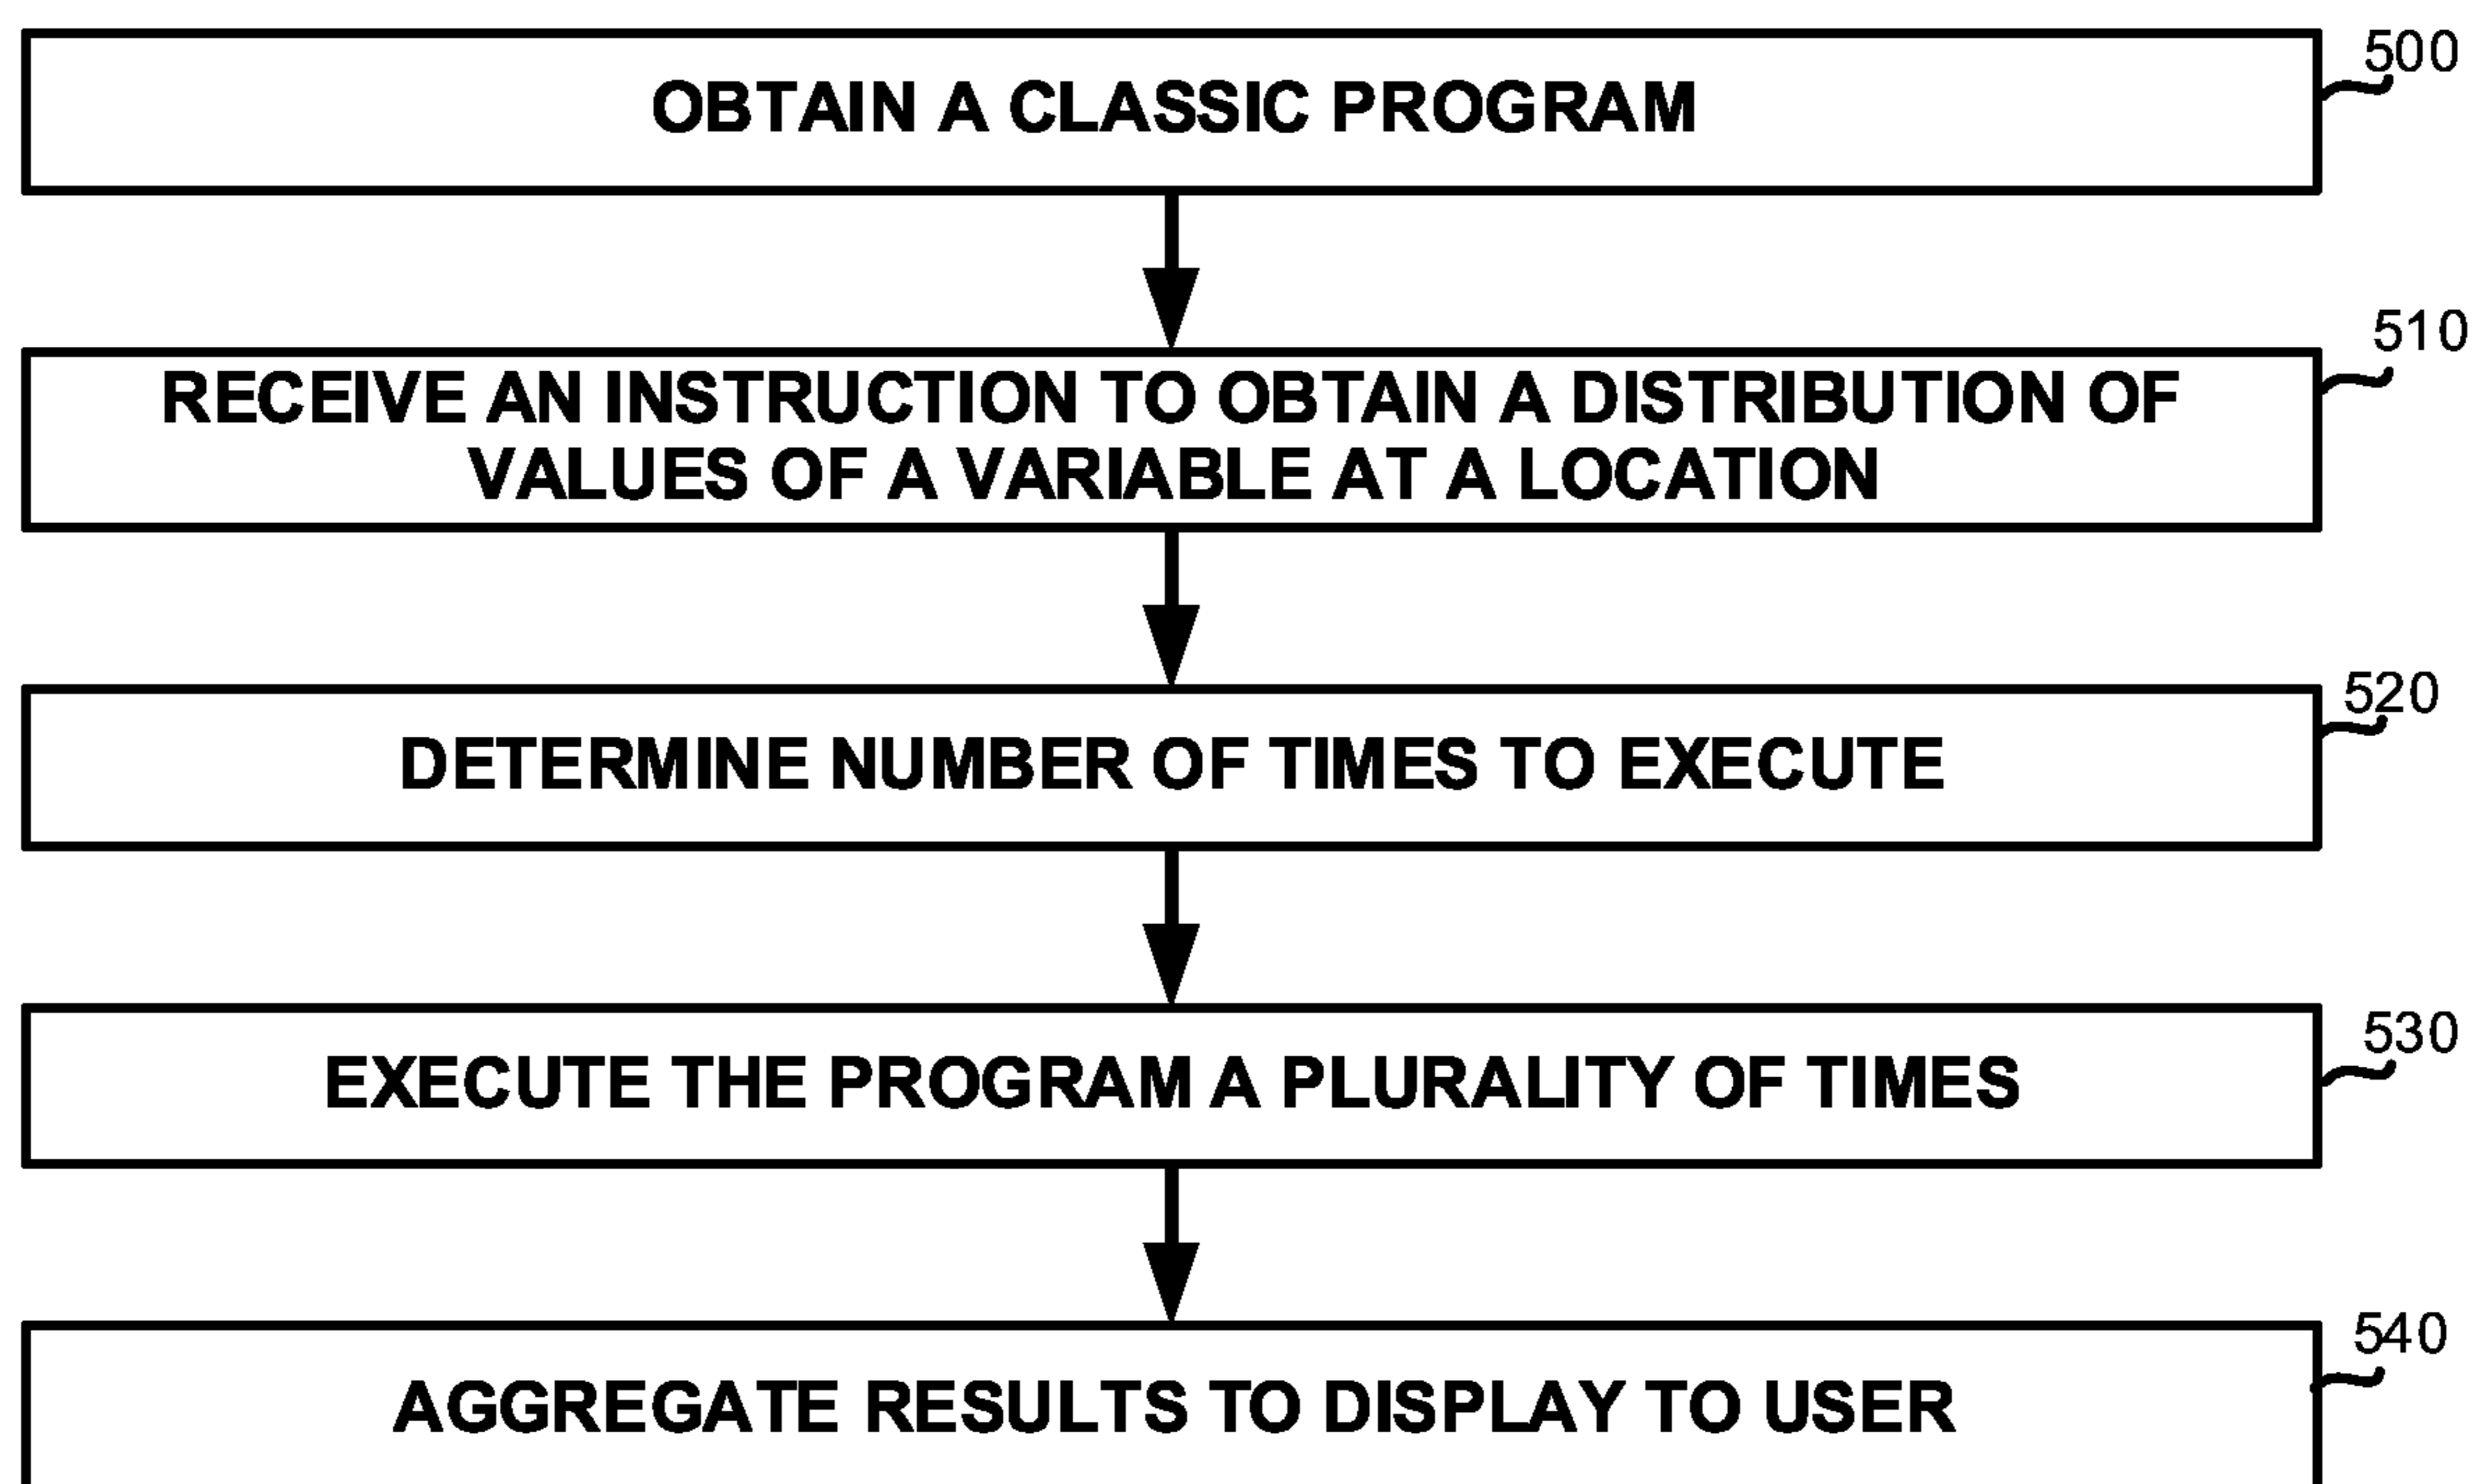 500
OBTAIN A CLASSIC PROGRAM
510
RECEIVE AN INSTRUCTION TO OBTAIN A DISTRIBUTION OF
VALUES OF A VARIABLE AT A LOCATION
520
DETERMINE NUMBER OF TIMES TO EXECUTE
530
EXECUTE THE PROGRAM A PLURALITY OF TIMES
540
AGGREGATE RESULTS TO DISPLAY TO USER